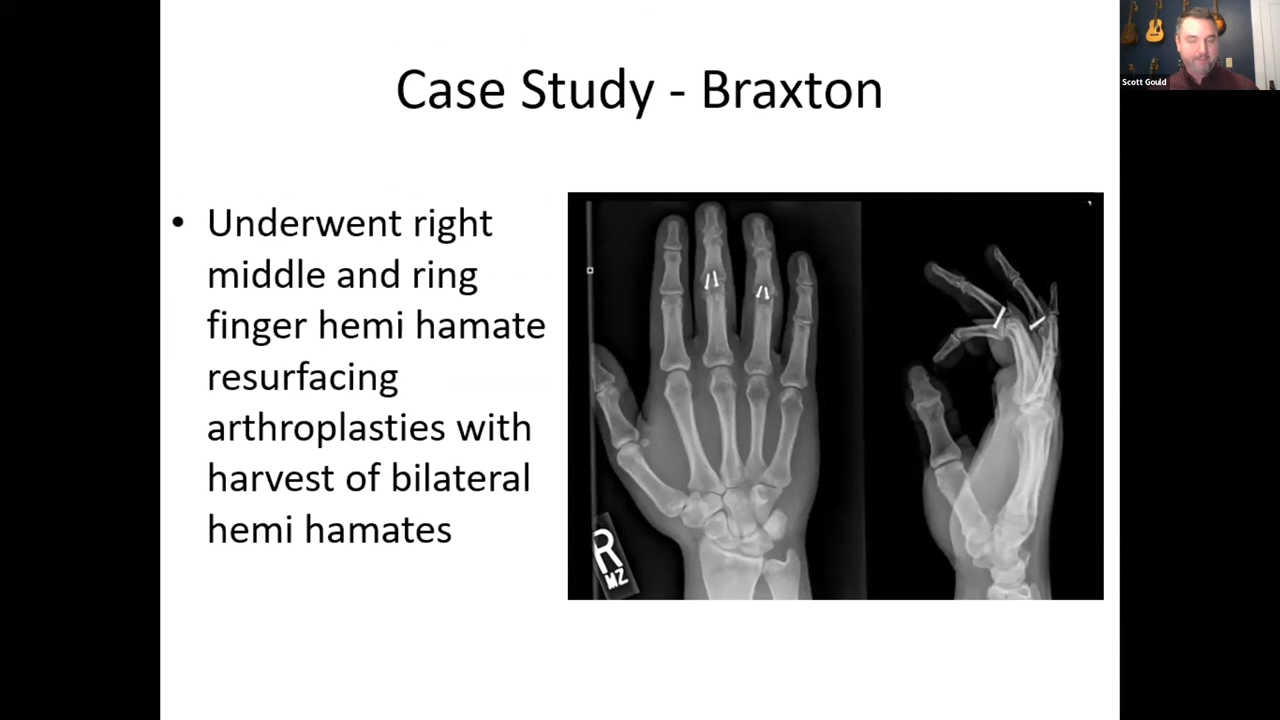 Case Study - Braxton
• Underwent right
middle and ring
finger hemi hamate
resurfacing
arthroplasties with
harvest of bilateral
hemi hamates
R
MZ
Scott Gould